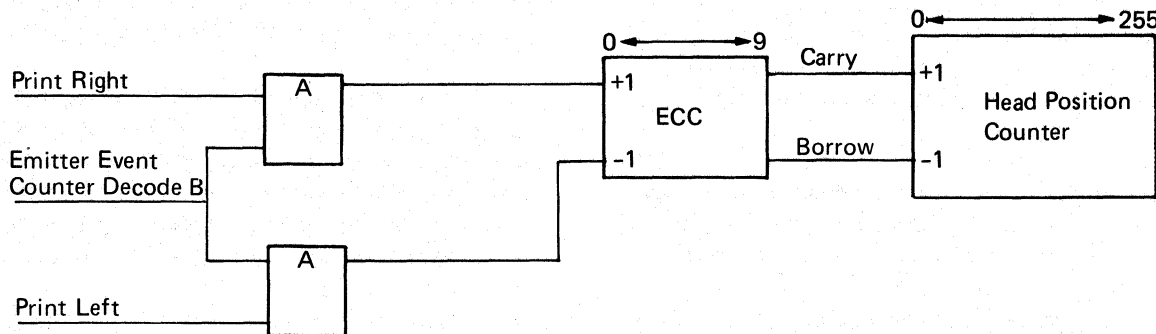 Print Right
A
Emitter Event
Counter Decode B
A
Print Left
0 9
+1
ECC
-1
Carry
Borrow
0 255
+1
Head Position
Counter
-1